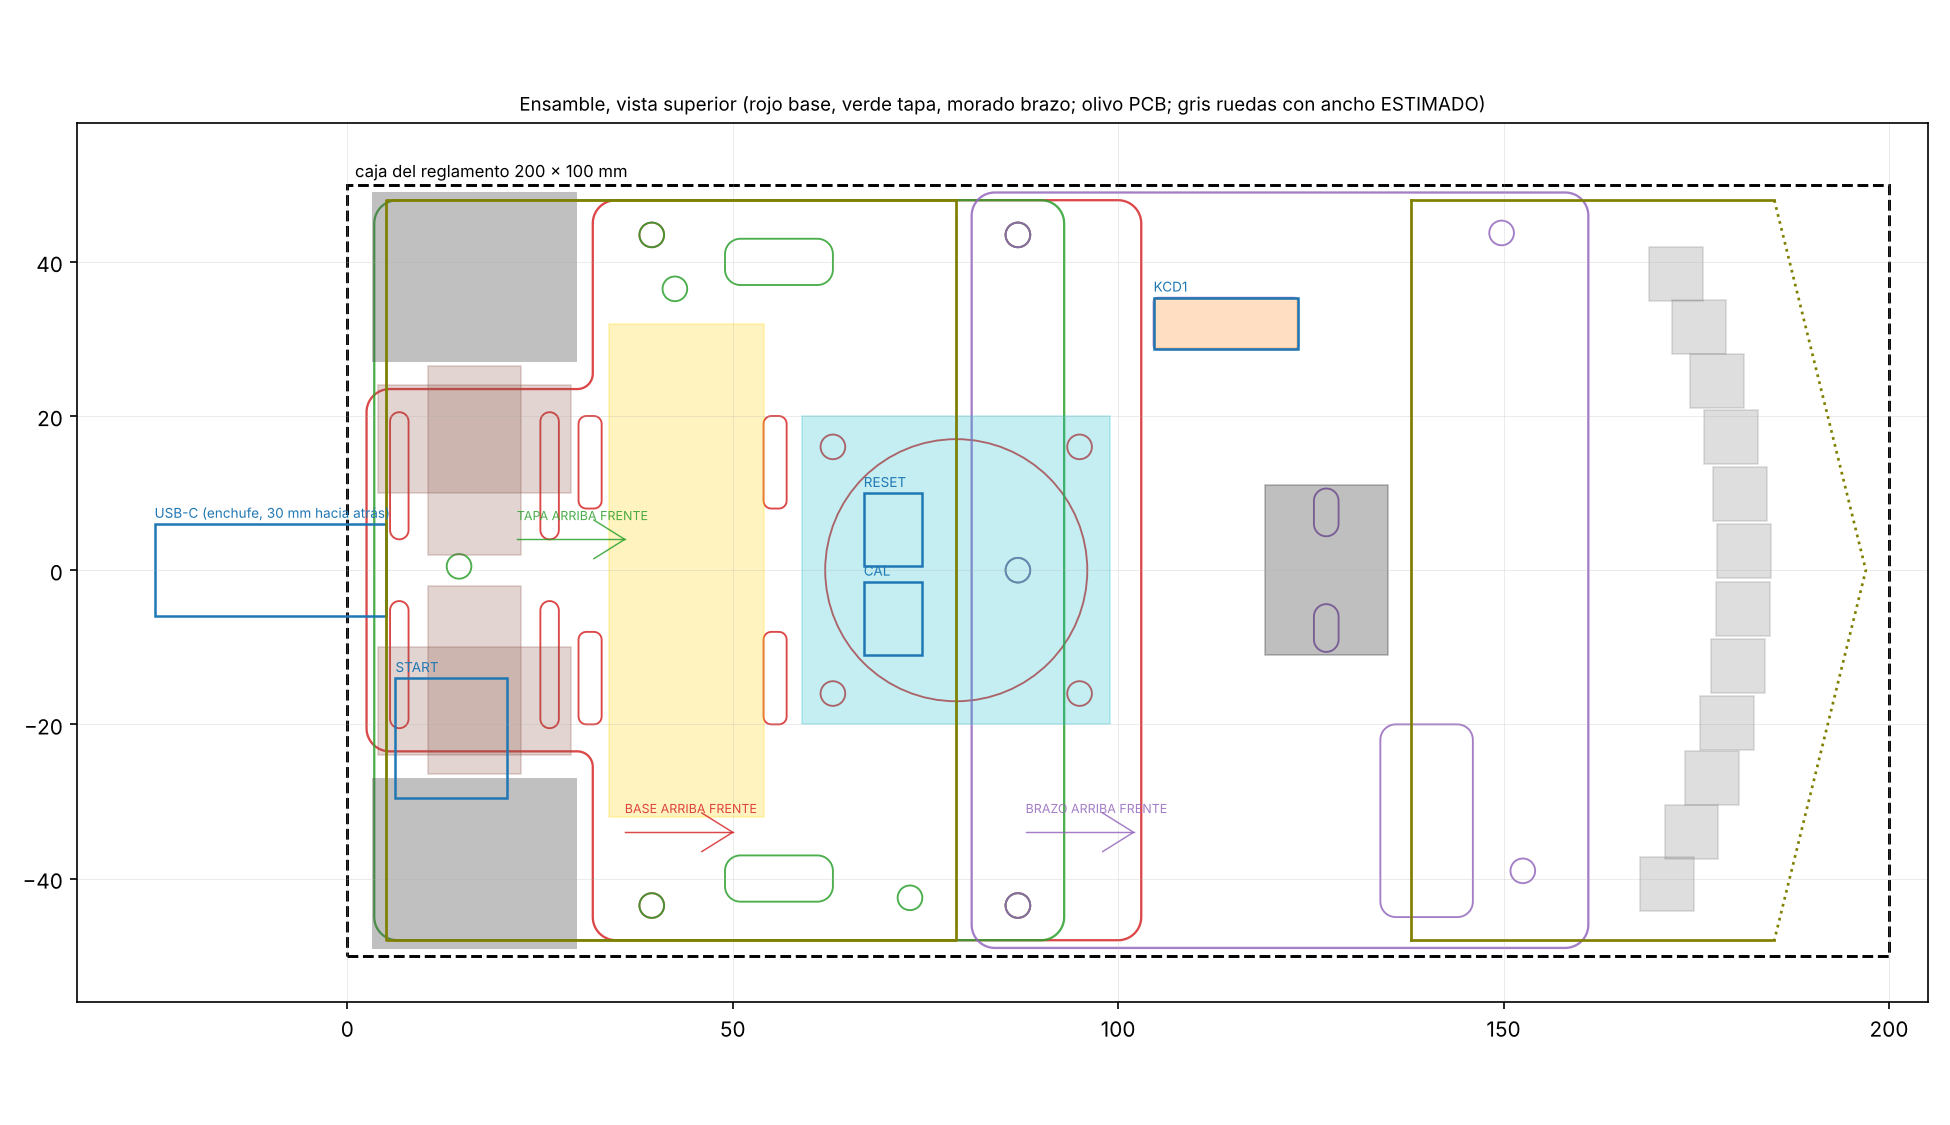 Ensamble, vista superior (rojo base, verde tapa, morado brazo; olivo PCB; gris ruedas con ancho ESTIMADO)
caja del reglamento 200 × 100 mm
KCD1
RESET
USB-C (enchufe, 30 mm hacia atrás)
TAPA ARRIBA FRENTE
CAL
START
BASE ARRIBA FRENTE
BRAZO ARRIBA FRENTE
40
20
0
−20
−40
0
50
100
150
200